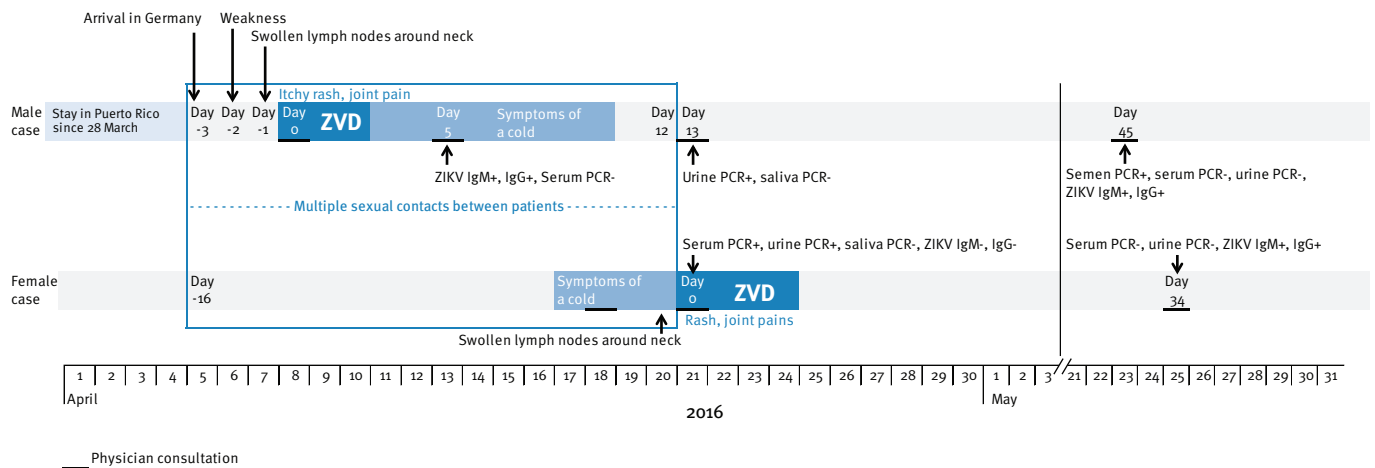 Arrival in Germany
Weakness
Swollen lymph nodes around neck
Itchy rash, joint pain
Male
case
Stay in Puerto Rico
since 28 March
Day
-3
Day
-2
Day
-1
Day
0
ZVD
Day
5
Symptoms of
a cold
Day
12
Day
13
Day
45
ZIKV IgM+, IgG+, Serum PCR-
Urine PCR+, saliva PCR-
Semen PCR+, serum PCR-, urine PCR-,
ZIKV IgM+, IgG+
Multiple sexual contacts between patients
Serum PCR+, urine PCR+, saliva PCR-, ZIKV IgM-, IgG-
Serum PCR-, urine PCR-, ZIKV IgM+, IgG+
Female
case
Day
-16
Symptoms of
a cold
Day
0
ZVD
Day
34
Rash, joint pains
Swollen lymph nodes around neck
1 2 3 4 5 6 7 8 9 10 11 12 13 14 15 16 17 18 19 20 21 22 23 24 25 26 27 28 29 30 1 2 3 21 22 23 24 25 26 27 28 29 30 31
April
May
2016
Physician consultation